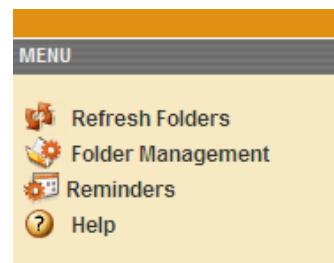 MENU
Refresh Folders
Folder Management
Reminders
? Help